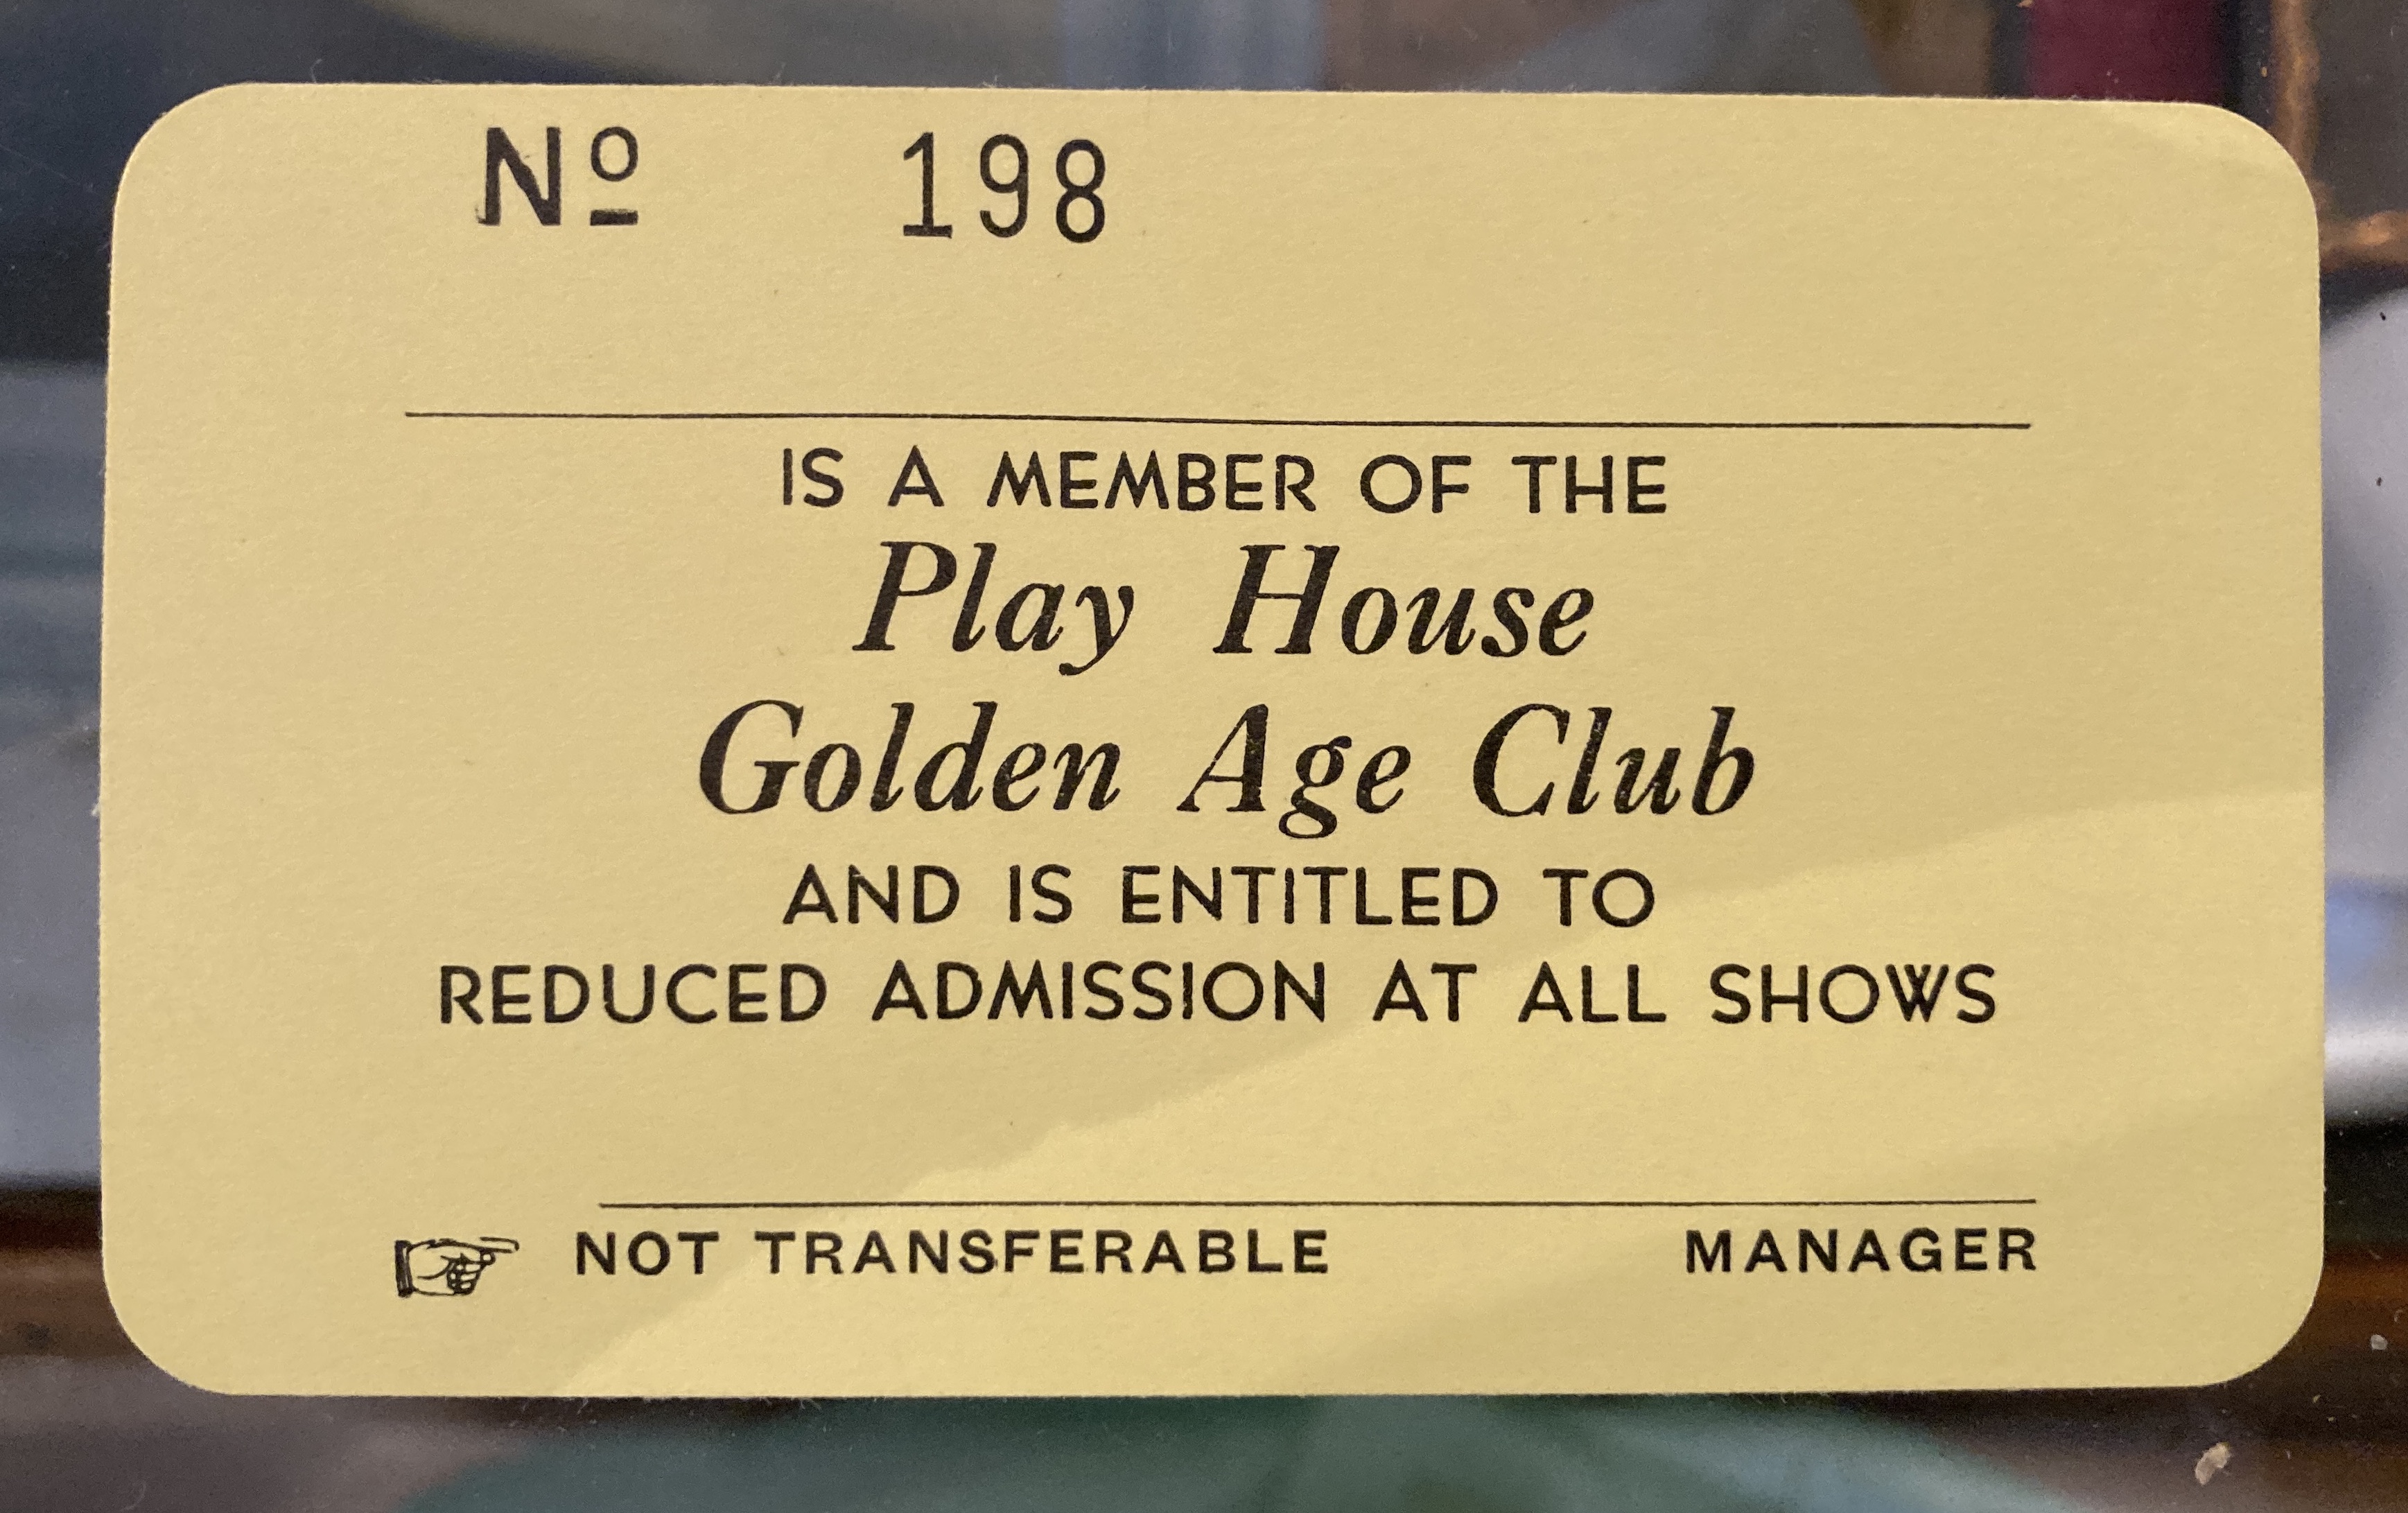 Nº 198
IS A MEMBER OF THE
Play House
Golden Age Club
AND IS ENTITLED TO
REDUCED ADMISSION AT ALL SHOWS
NOT TRANSFERABLE MANAGER